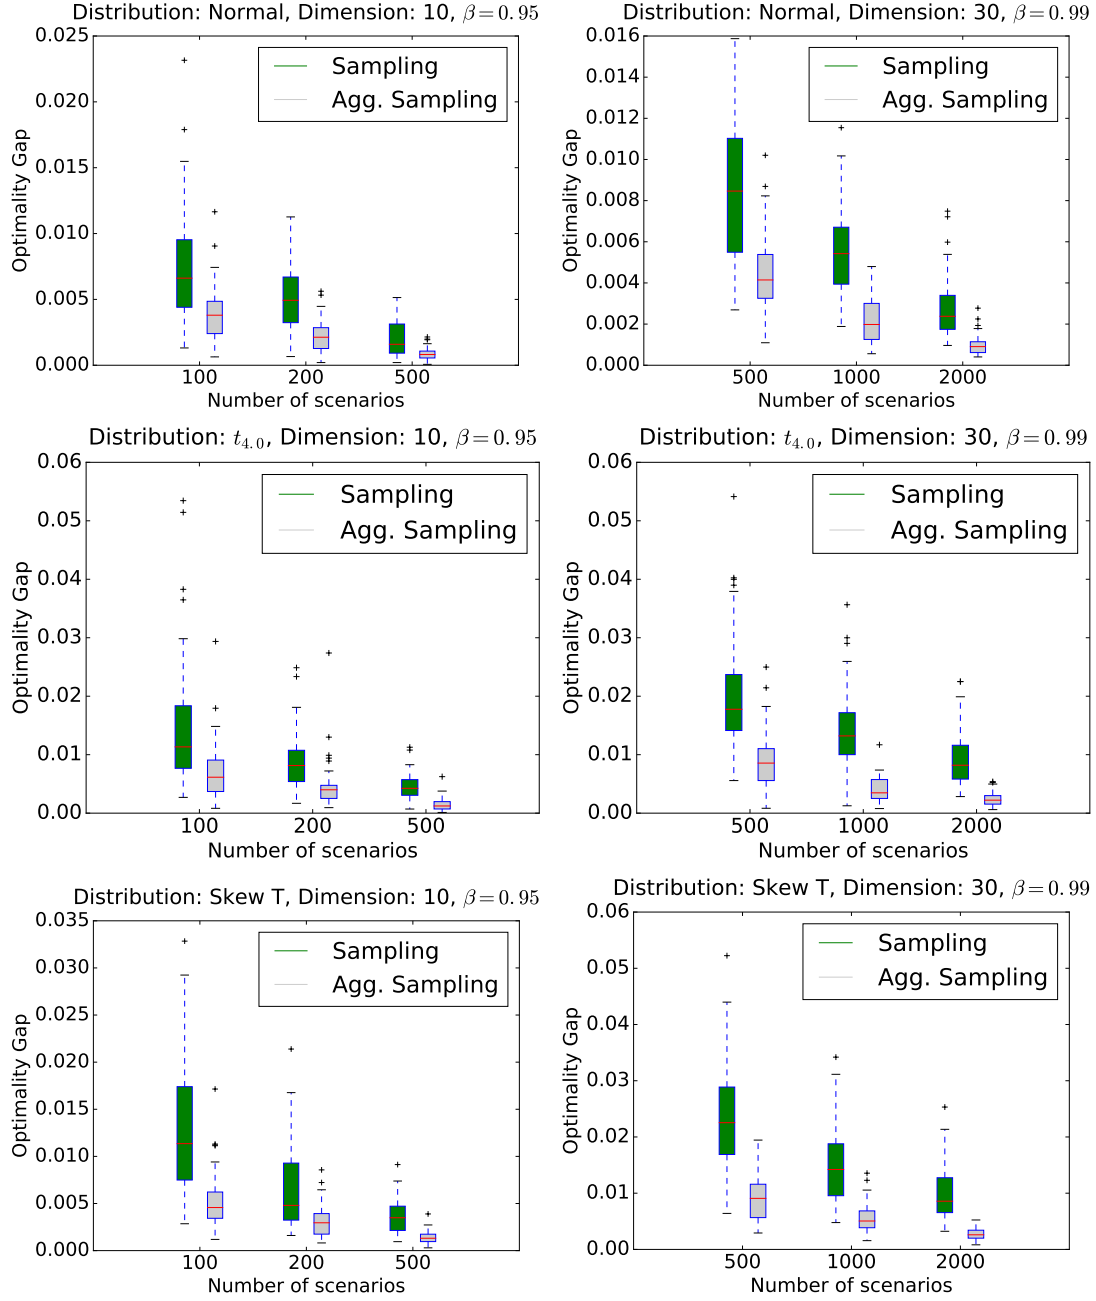 Distribution: Normal, Dimension: 10, β=0.95
0.025
0.020
0.015
0.010
0.005
0.000
Optimality Gap
Sampling
Agg. Sampling
100 200 500
Number of scenarios
Distribution: Normal, Dimension: 30, β=0.99
0.016
0.014
0.012
0.010
0.008
0.006
0.004
0.002
0.000
Optimality Gap
Sampling
Agg. Sampling
500 1000 2000
Number of scenarios
Distribution: t4.0, Dimension: 10, β=0.95
0.06
0.05
0.04
0.03
0.02
0.01
0.00
Optimality Gap
Sampling
Agg. Sampling
100 200 500
Number of scenarios
Distribution: t4.0, Dimension: 30, β=0.99
0.06
0.05
0.04
0.03
0.02
0.01
0.00
Optimality Gap
Sampling
Agg. Sampling
500 1000 2000
Number of scenarios
Distribution: Skew T, Dimension: 10, β=0.95
0.035
0.030
0.025
0.020
0.015
0.010
0.005
0.000
Optimality Gap
Sampling
Agg. Sampling
100 200 500
Number of scenarios
Distribution: Skew T, Dimension: 30, β=0.99
0.06
0.05
0.04
0.03
0.02
0.01
0.00
Optimality Gap
Sampling
Agg. Sampling
500 1000 2000
Number of scenarios